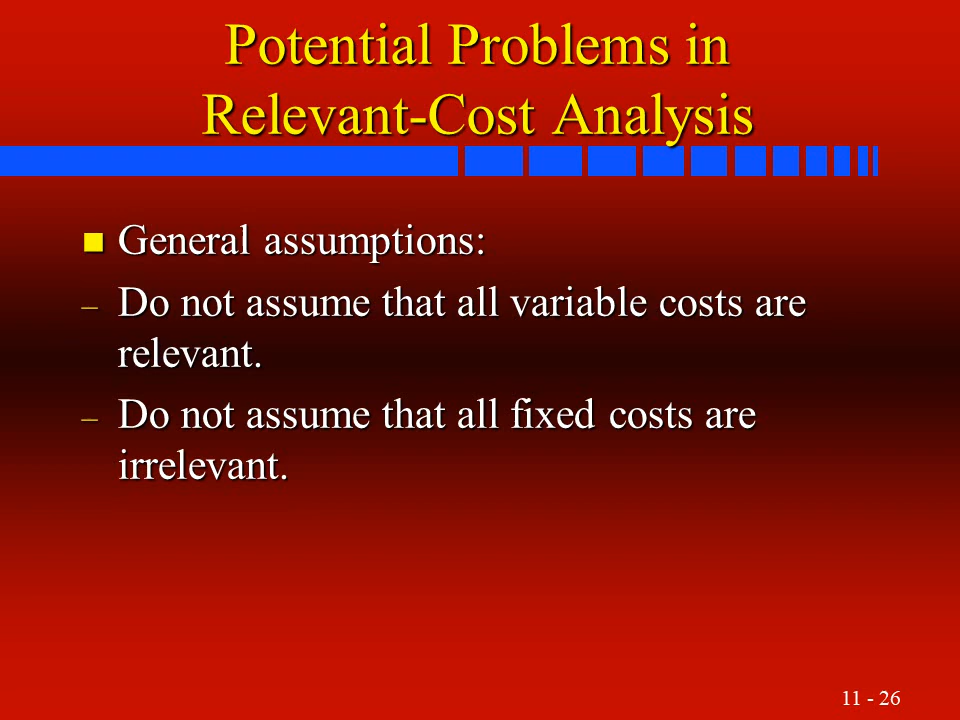 Potential Problems in
Relevant-Cost Analysis
General assumptions:
– Do not assume that all variable costs are
relevant.
– Do not assume that all fixed costs are
irrelevant.
11 - 26